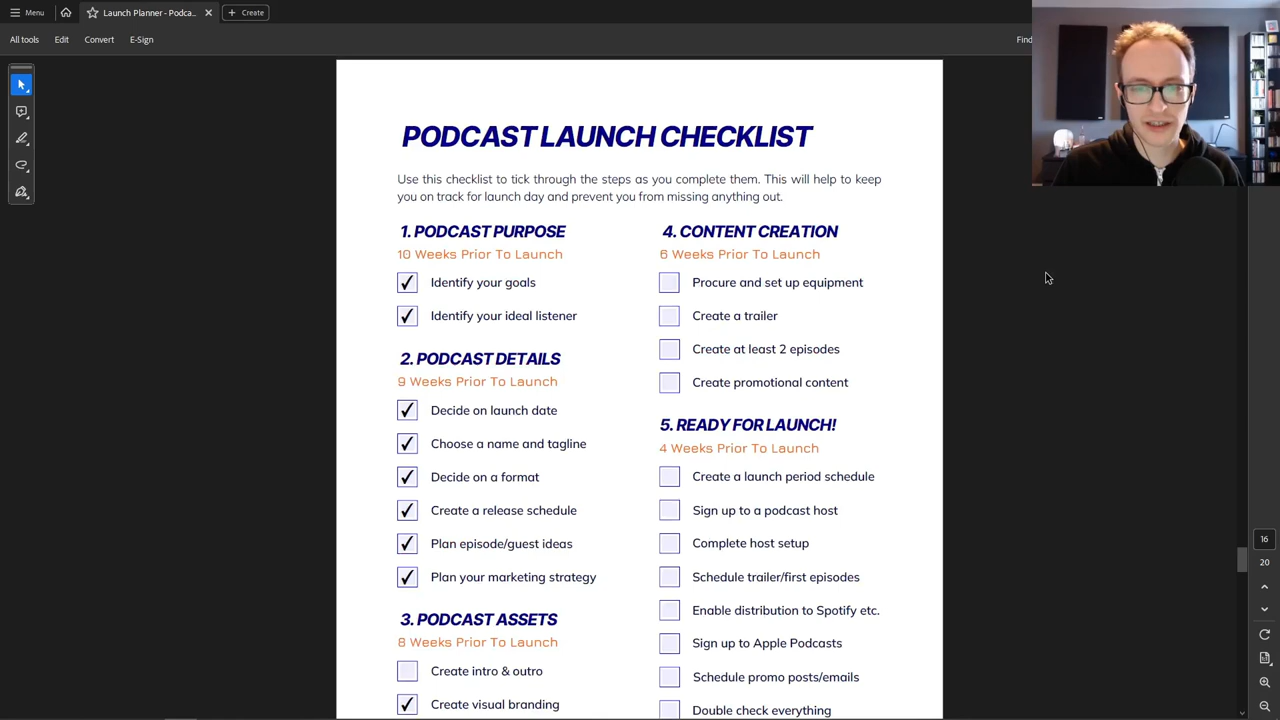 Menu
Launch Planner - Podca...
Create
All tools
Edit
Convert
E-Sign
Find
PODCAST LAUNCH CHECKLIST
Use this checklist to tick through the steps as you complete them. This will help to keep
you on track for launch day and prevent you from missing anything out.
1. PODCAST PURPOSE
10 Weeks Prior To Launch
Identify your goals
Identify your ideal listener
2. PODCAST DETAILS
9 Weeks Prior To Launch
Decide on launch date
Choose a name and tagline
Decide on a format
Create a release schedule
Plan episode/guest ideas
Plan your marketing strategy
3. PODCAST ASSETS
8 Weeks Prior To Launch
Create intro & outro
Create visual branding
4. CONTENT CREATION
6 Weeks Prior To Launch
Procure and set up equipment
Create a trailer
Create at least 2 episodes
Create promotional content
5. READY FOR LAUNCH!
4 Weeks Prior To Launch
Create a launch period schedule
Sign up to a podcast host
Complete host setup
Schedule trailer/first episodes
Enable distribution to Spotify etc.
Sign up to Apple Podcasts
Schedule promo posts/emails
Double check everything
16
20